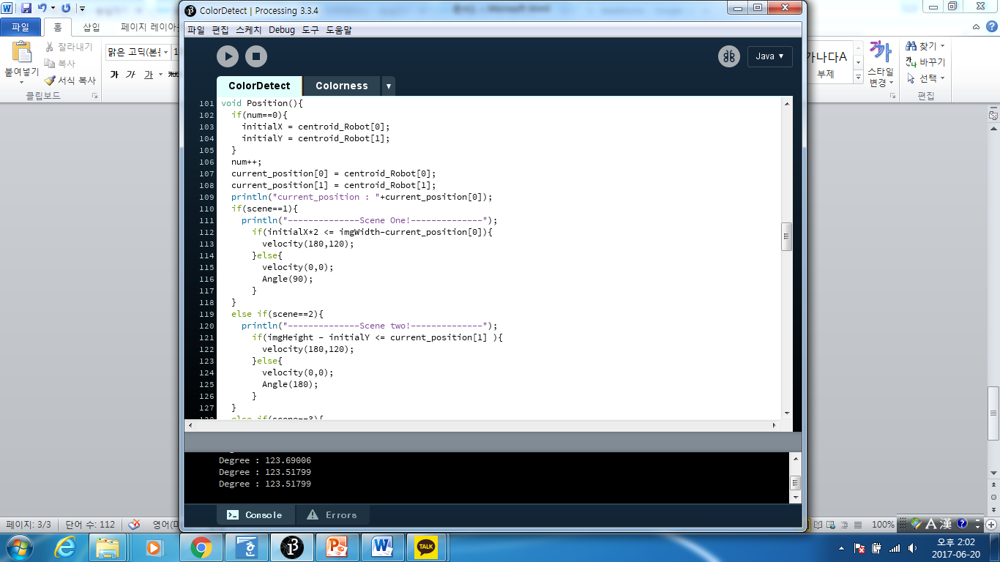 ColorDetect | Processing 3.3.4
파일 홈 삽입 페이지 레이아
파일 편집 스케치 Debug 도구 도움말
붙여넣기
잘라내기
복사
서식 복사
클립보드
맑은 고딕(본문
가 가 가
Java ▾
가나다A
부제
스타일
변경
찾기
바꾸기
선택
편집
ColorDetect Colorness ▾
101 void Position(){
102 if(num==0){
103 initialX = centroid_Robot[0];
104 initialY = centroid_Robot[1];
105 }
106 num++;
107 current_position[0] = centroid_Robot[0];
108 current_position[1] = centroid_Robot[1];
109 println("current_position : "+current_position[0]);
110 if(scene==1){
111 println("--------------Scene One!--------------");
112 if(initialX*2 <= imgWidth-current_position[0]){
113 velocity(180,120);
114 }else{
115 velocity(0,0);
116 Angle(90);
117 }
118 }
119 else if(scene==2){
120 println("--------------Scene two!--------------");
121 if(imgHeight - initialY <= current_position[1] ){
122 velocity(180,120);
123 }else{
124 velocity(0,0);
125 Angle(180);
126 }
127 }
128 else if(scene==3){
Degree : 123.69006
Degree : 123.51799
Degree : 123.51799
Console Errors
페이지: 3/3 단어 수: 112 영어(미 100% A 漢
TALK
오후 2:02
2017-06-20